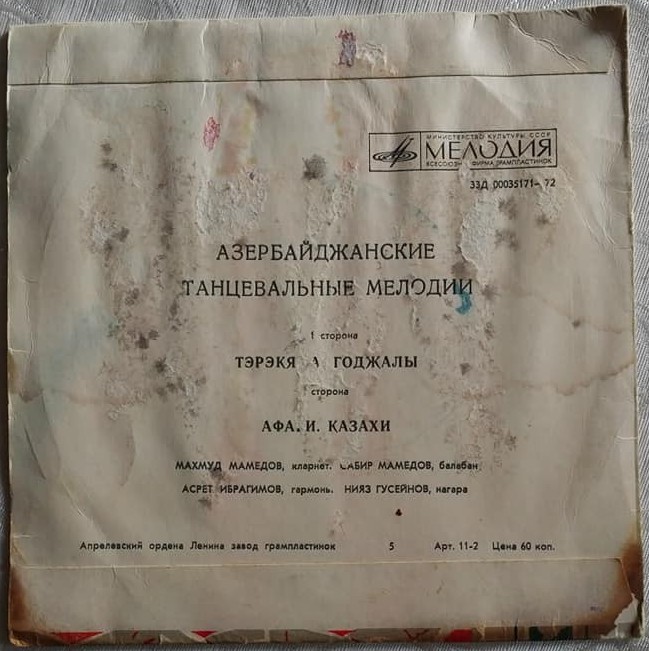 МИНИСТЕРСТВО КУЛЬТУРЫ СССР
МЕЛОДИЯ
ФИРМА ГРАМПЛАСТИНОК
33Д 00035171-72
АЗЕРБАЙДЖАНСКИЕ
ТАНЦЕВАЛЬНЫЕ МЕЛОДИИ
1 сторона
ГОДЖАЛЫ
сторона
И. КАЗАХИ
МАХМУД МАМЕДОВ, кларнет. САБИР МАМЕДОВ, балабан
АСРЕТ ИБРАГИМОВ, гармонь. НИЯЗ ГУСЕЙНОВ, нагара
Апрелевский ордена Ленина завод грампластинок 5 Арт. 11-2 Цена 60 коп.